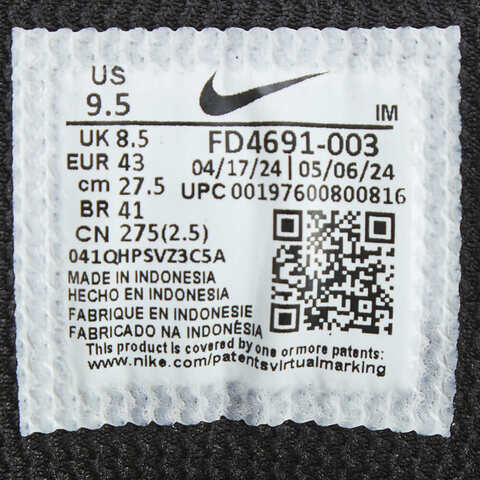 US
9.5
IM
UK 8.5
EUR 43
cm 27.5
BR 41
CN 275(2.5)
FD4691-003
04/17/24 | 05/06/24
UPC 00197600800816
041QHPSVZ3C5A
MADE IN INDONESIA
HECHO EN INDONESIA
FABRIQUE EN INDONESIE
FABRICADO NA INDONÉSIA
This product is covered by one or more patents:
www.nike.com/patentsvirtualmarking